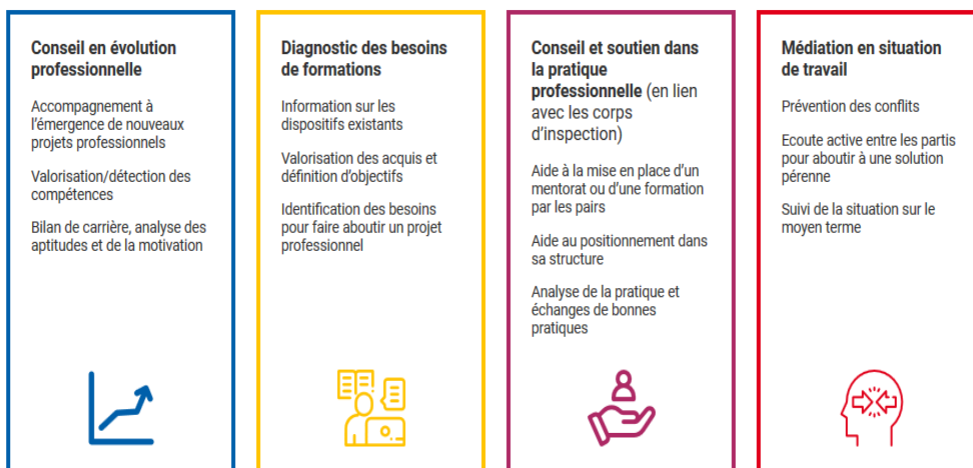 Conseil en évolution
professionnelle
Accompagnement à
l'émergence de nouveaux
projets professionnels
Valorisation/détection des
compétences
Bilan de carrière, analyse des
aptitudes et de la motivation
Diagnostic des besoins
de formations
Information sur les
dispositifs existants
Valorisation des acquis et
définition d'objectifs
Identification des besoins
pour faire aboutir un projet
professionnel
Conseil et soutien dans
la pratique
professionnelle (en lien
avec les corps
d'inspection)
Aide à la mise en place d'un
mentorat ou d'une formation
par les pairs
Aide au positionnement dans
sa structure
Analyse de la pratique et
échanges de bonnes
pratiques
Médiation en situation
de travail
Prévention des conflits
Ecoute active entre les partis
pour aboutir à une solution
pérenne
Suivi de la situation sur le
moyen terme